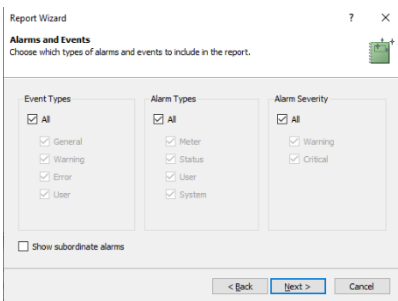 Report Wizard ? ×
Alarms and Events
Choose which types of alarms and events to include in the report.
Event Types Alarm Types Alarm Severity
All All All
General Meter Warning
Warning Status Critical
Error User
User System
Show subordinate alarms
< Back Next > Cancel